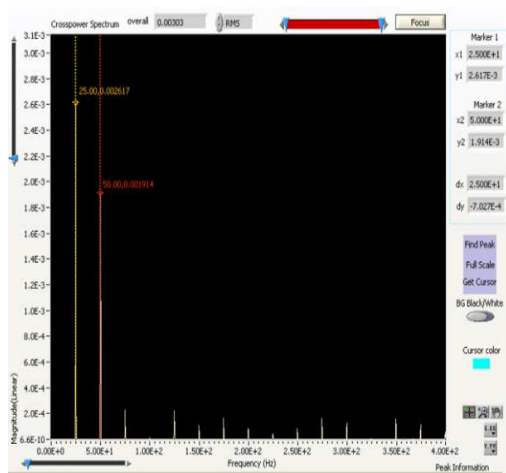 Crosspower Spectrum overall 0.00303 RMS Focus
3.1E-3
3.0E-3
2.8E-3
2.6E-3
2.4E-3
2.2E-3
2.0E-3
1.8E-3
1.6E-3
1.4E-3
1.2E-3
1.0E-3
8.0E-4
6.0E-4
4.0E-4
2.0E-4
6.6E-10
Magnitude(Linear)
25.00,0.002617
50.00,0.001914
0.00E+0 5.00E+1 1.00E+2 1.50E+2 2.00E+2 2.50E+2 3.00E+2 3.50E+2 4.00E+2
Frequency (Hz)
Marker 1
x1 2.500E+1
y1 2.617E-3
Marker 2
x2 5.000E+1
y2 1.914E-3
dx 2.500E+1
dy -7.027E-4
Find Peak
Full Scale
Get Cursor
BG Black/White
Cursor color
Peak Information